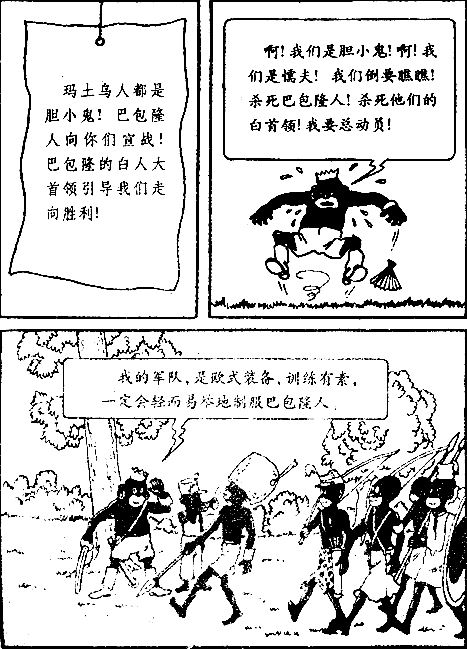 玛土乌人都是
胆小鬼！巴包隆
人向你们宣战！
巴包隆的白人大
首领引导我们走
向胜利！
啊！我们是胆小鬼！啊！我
们是懦夫！我们倒要瞧瞧！
杀死巴包隆人！杀死他们的
白首领！我要总动员！
我的军队，是欧式装备，训练有素，
一定会轻而易举地制服巴包隆人.